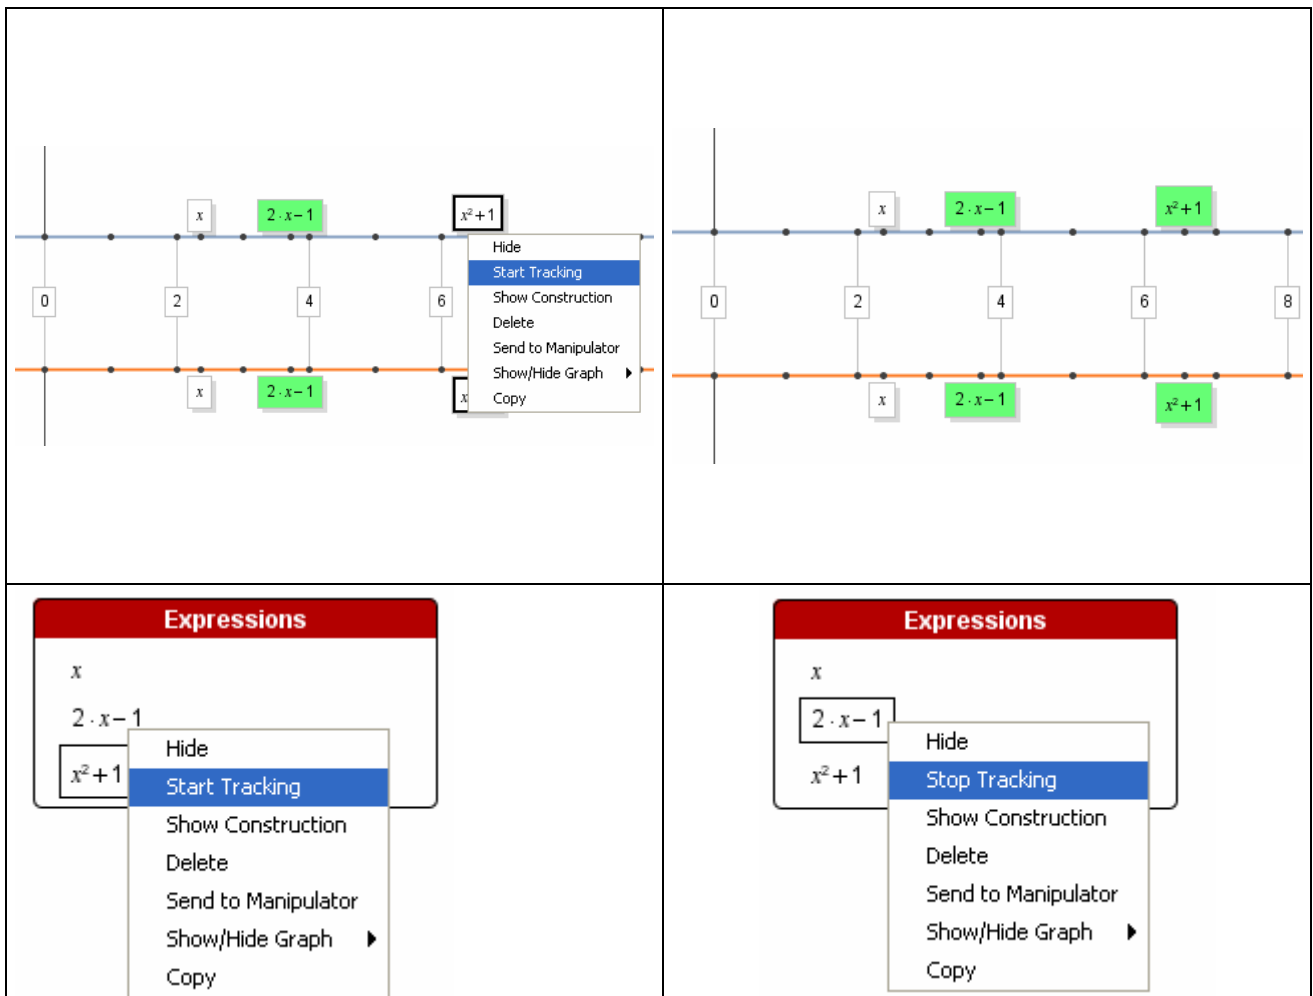 x 2·x−1 x²+1
Hide
Start Tracking
Show Construction
Delete
Send to Manipulator
Show/Hide Graph
Copy
0 2 4 6
x 2·x−1 x
x 2·x−1 x²+1
0 2 4 6 8
x 2·x−1 x²+1
Expressions
x
2·x−1
x²+1
Hide
Start Tracking
Show Construction
Delete
Send to Manipulator
Show/Hide Graph
Copy
Expressions
x
2·x−1
x²+1
Hide
Stop Tracking
Show Construction
Delete
Send to Manipulator
Show/Hide Graph
Copy